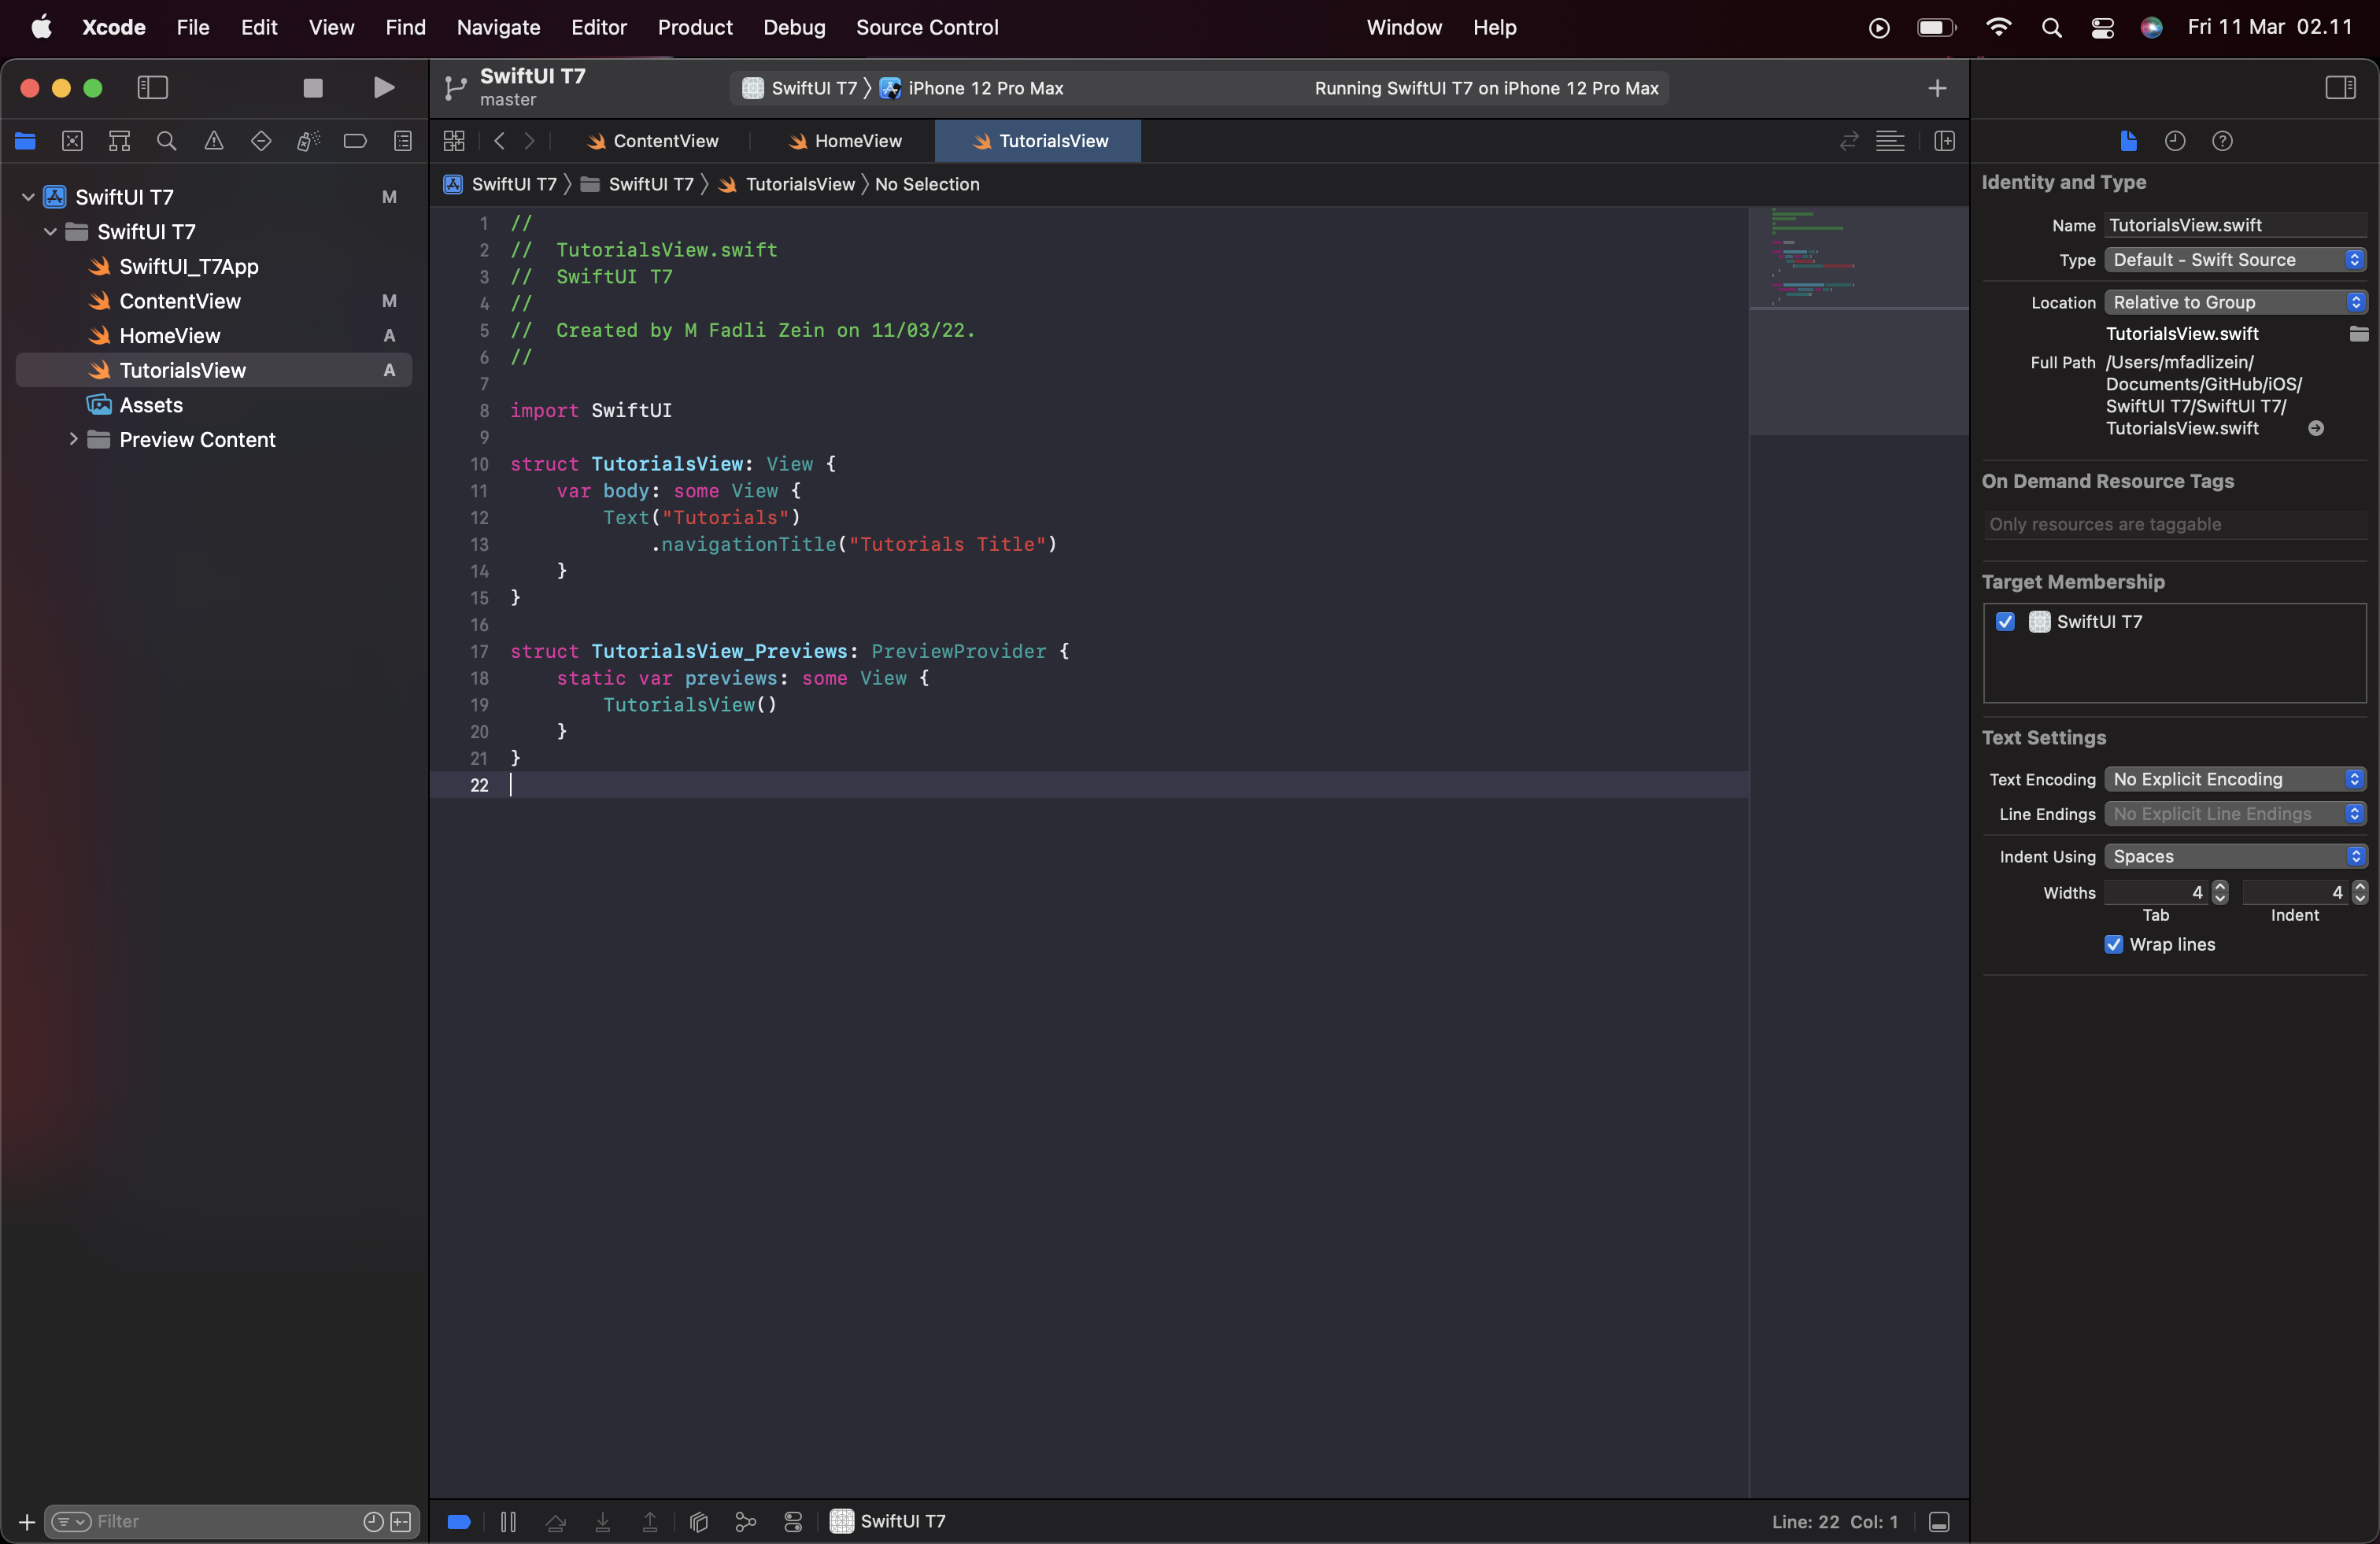 Xcode File Edit View Find Navigate Editor Product Debug Source Control Window Help Fri 11 Mar 02.11
SwiftUI T7
master
SwiftUI T7 iPhone 12 Pro Max Running SwiftUI T7 on iPhone 12 Pro Max
ContentView HomeView TutorialsView
SwiftUI T7 SwiftUI T7 TutorialsView No Selection
SwiftUI T7 M
SwiftUI T7
SwiftUI_T7App
ContentView M
HomeView A
TutorialsView A
Assets
Preview Content
Filter
1 //
2 //  TutorialsView.swift
3 //  SwiftUI T7
4 //
5 //  Created by M Fadli Zein on 11/03/22.
6 //
7
8 import SwiftUI
9
10 struct TutorialsView: View {
11     var body: some View {
12         Text("Tutorials")
13             .navigationTitle("Tutorials Title")
14     }
15 }
16
17 struct TutorialsView_Previews: PreviewProvider {
18     static var previews: some View {
19         TutorialsView()
20     }
21 }
22
SwiftUI T7
Line: 22 Col: 1
Identity and Type
Name TutorialsView.swift
Type Default - Swift Source
Location Relative to Group
TutorialsView.swift
Full Path /Users/mfadlizein/
Documents/GitHub/iOS/
SwiftUI T7/SwiftUI T7/
TutorialsView.swift
On Demand Resource Tags
Only resources are taggable
Target Membership
SwiftUI T7
Text Settings
Text Encoding No Explicit Encoding
Line Endings No Explicit Line Endings
Indent Using Spaces
Widths 4 4
Tab Indent
Wrap lines